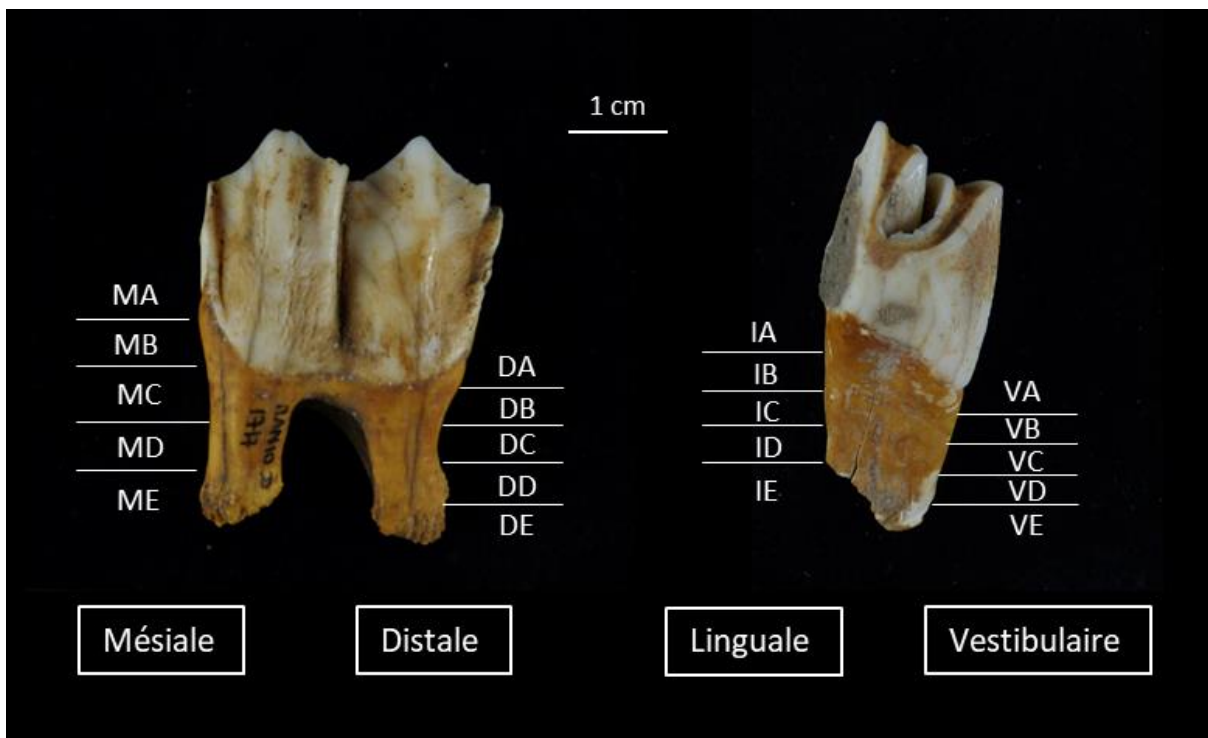 1 cm
MA
MB
MC
MD
ME
DA
DB
DC
DD
DE
IA
IB
IC
ID
IE
VA
VB
VC
VD
VE
Mésiale
Distale
Linguale
Vestibulaire